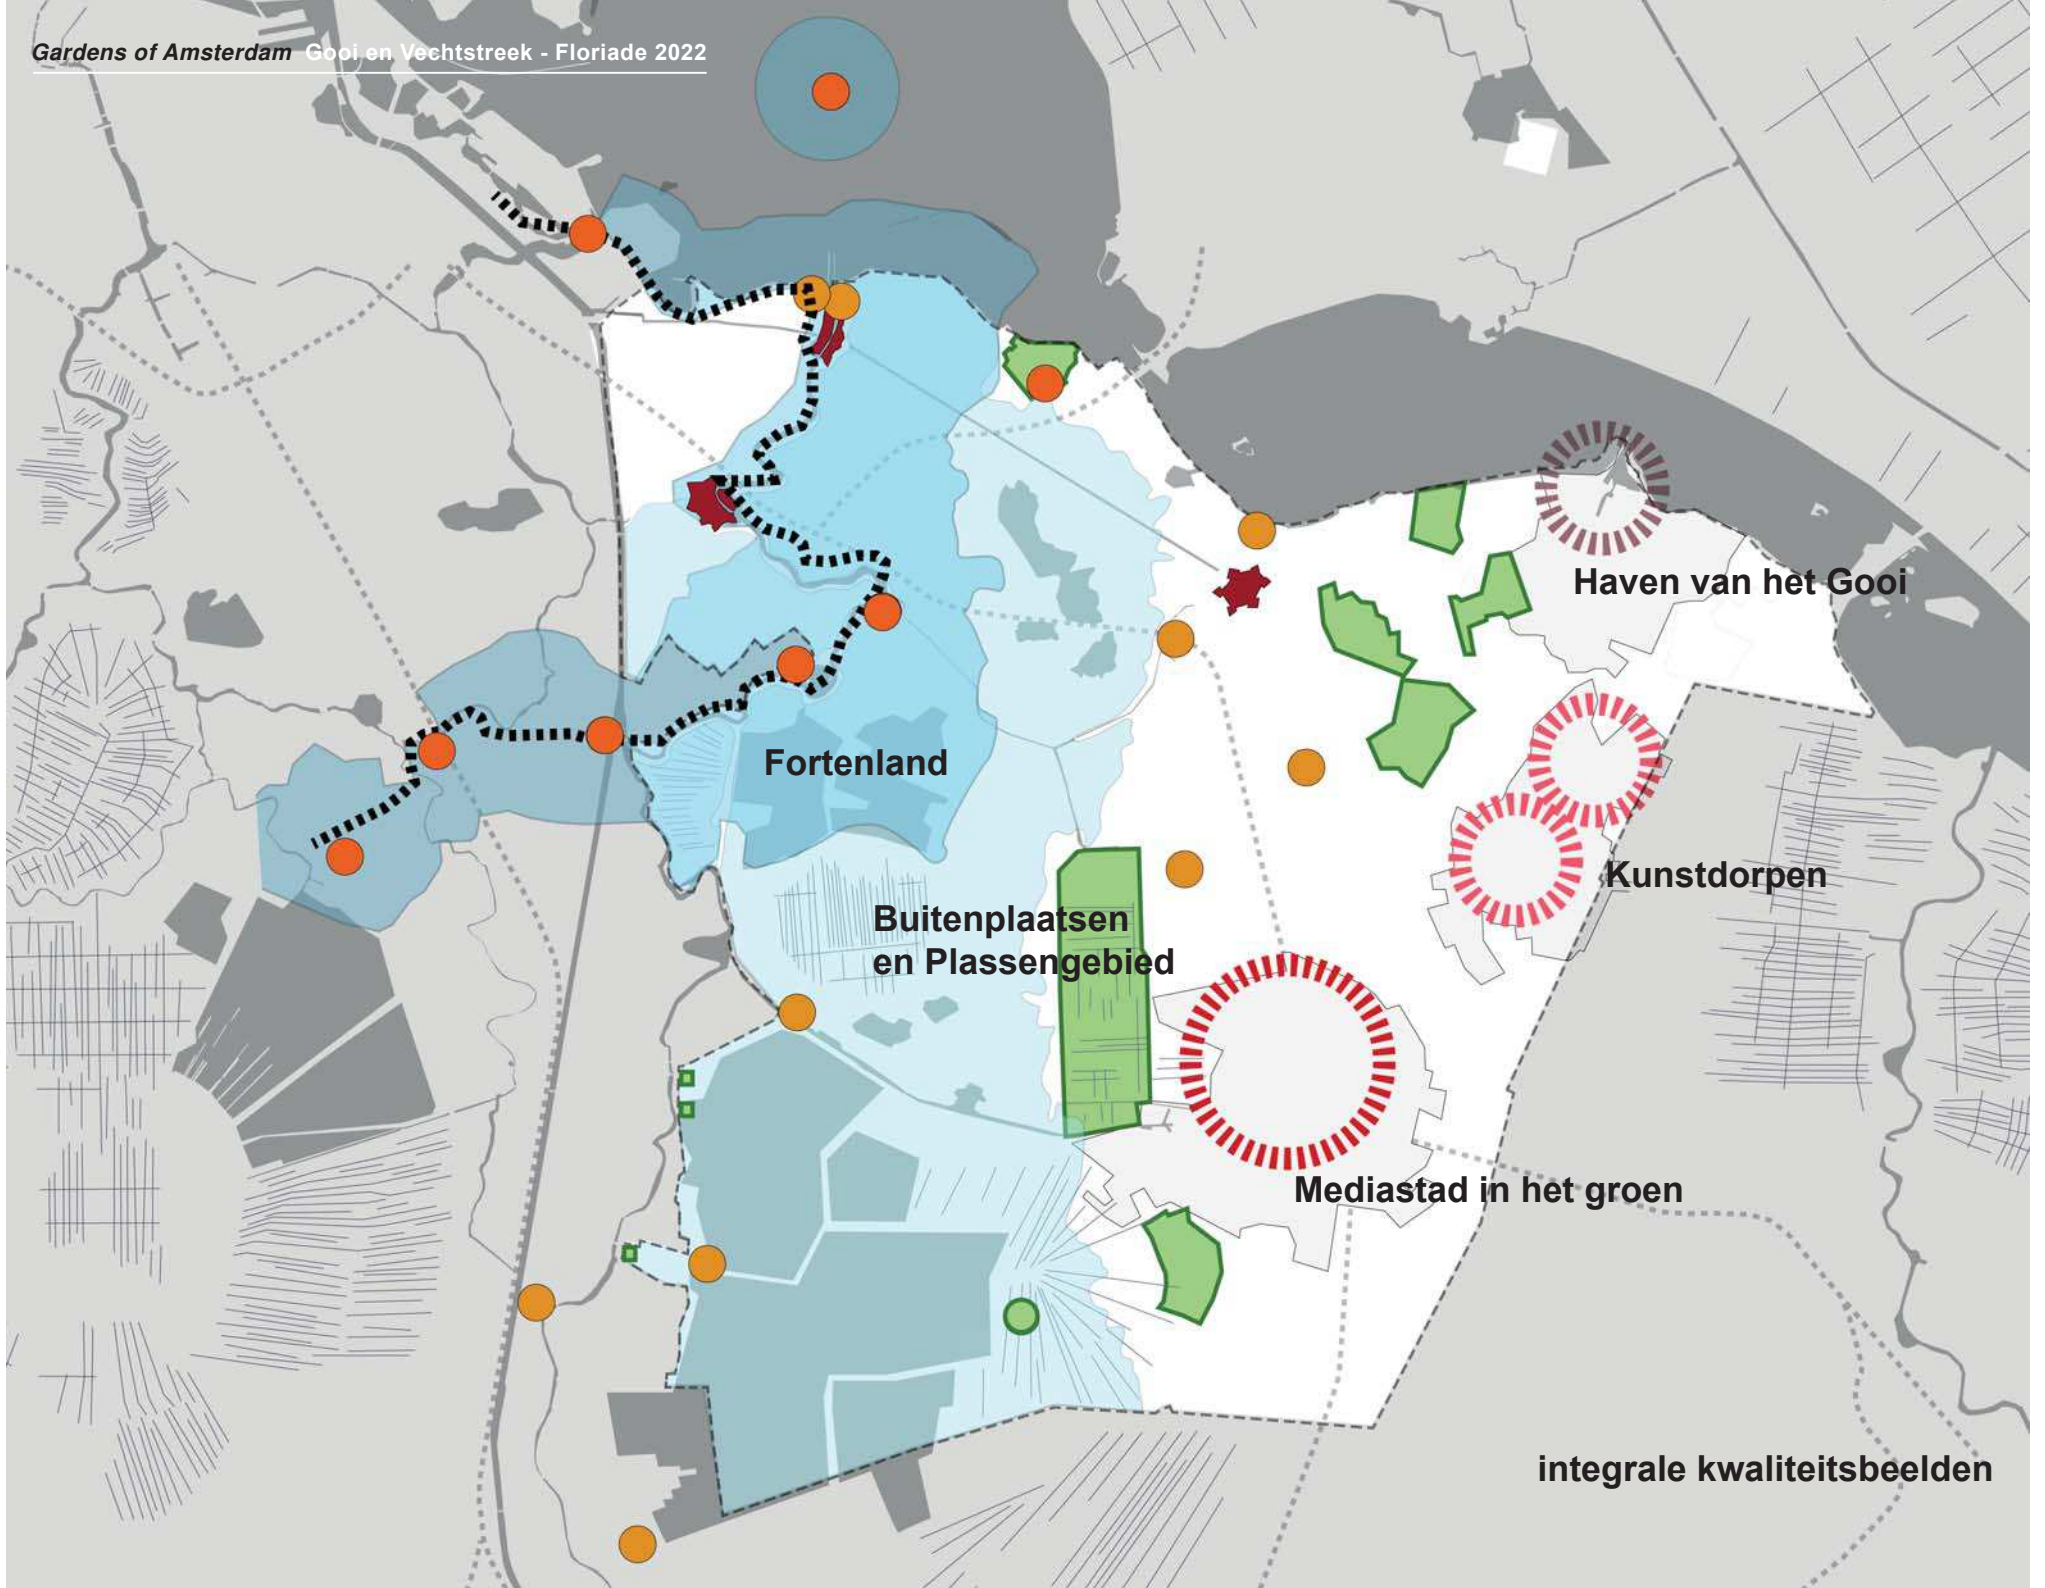 Gardens of Amsterdam Gooi en Vechtstreek - Floriade 2022
Haven van het Gooi
Fortenland
Kunstdorpen
Buitenplaatsen
en Plassengebied
Mediastad in het groen
integrale kwaliteitsbeelden